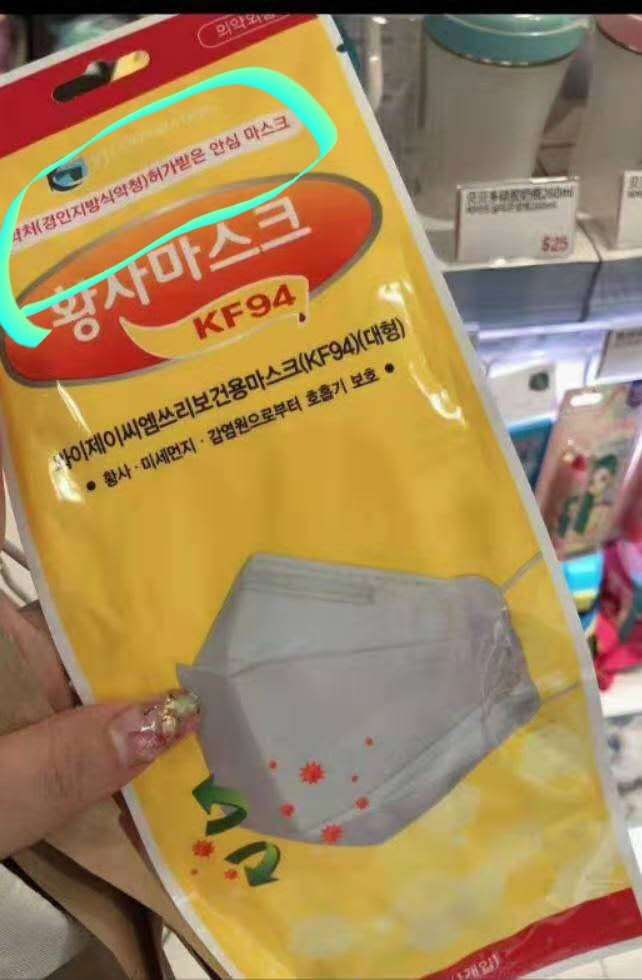 의약외품
약처(경인지방식약청)허가받은 안심 마스크
황사마스크
KF94
와이제이씨엠쓰리보건용마스크(KF94)(대형)
• 황사 · 미세먼지 · 감염원으로부터 호흡기 보호 •
$25